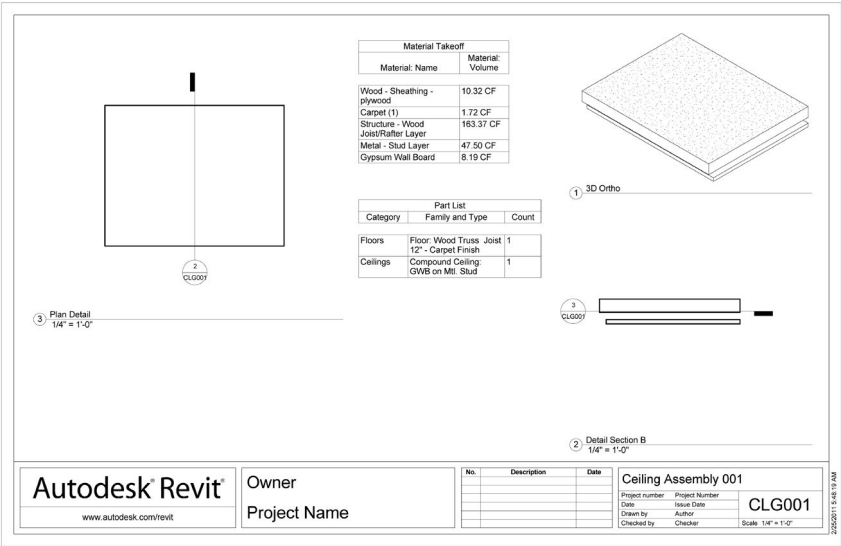 Material Takeoff
Material: Name
Material:
Volume
Wood - Sheathing -
plywood
10.32 CF
Carpet (1)
1.72 CF
Structure - Wood
Joist/Rafter Layer
163.37 CF
Metal - Stud Layer
47.50 CF
Gypsum Wall Board
8.19 CF
Part List
Category Family and Type Count
Floors
Floor: Wood Truss Joist
12" - Carpet Finish
1
Ceilings
Compound Ceiling:
GWB on Mtl. Stud
1
2
CLG001
3 Plan Detail
1/4" = 1'-0"
1 3D Ortho
3
CLG001
2 Detail Section B
1/4" = 1'-0"
Autodesk® Revit®
www.autodesk.com/revit
Owner
Project Name
No. Description Date
Ceiling Assembly 001
Project number Project Number
Date Issue Date
Drawn by Author
Checked by Checker
CLG001
Scale 1/4" = 1'-0"
2/25/2011 5:48:19 AM